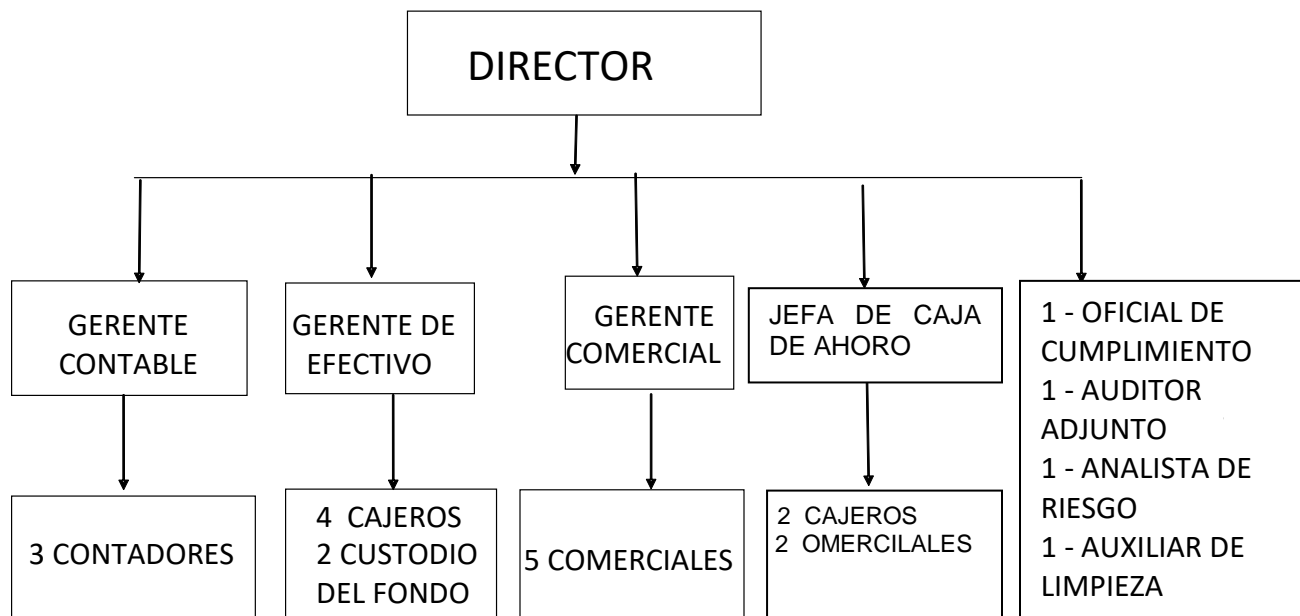 DIRECTOR
GERENTE
CONTABLE
GERENTE DE
EFECTIVO
GERENTE
COMERCIAL
JEFA DE CAJA
DE AHORO
1 - OFICIAL DE
CUMPLIMIENTO
1 - AUDITOR
ADJUNTO
1 - ANALISTA DE
RIESGO
1 - AUXILIAR DE
LIMPIEZA
3 CONTADORES
4 CAJEROS
2 CUSTODIO
DEL FONDO
5 COMERCIALES
2 CAJEROS
2 OMERCILALES